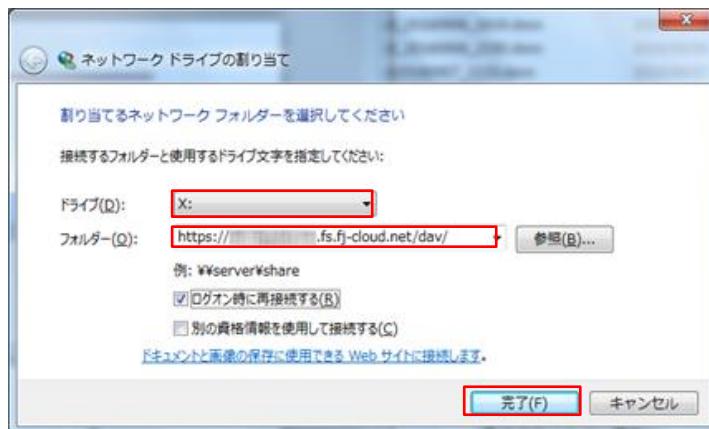 ネットワーク ドライブの割り当て
割り当てるネットワーク フォルダーを選択してください
接続するフォルダーと使用するドライブ文字を指定してください:
ドライブ(D): X:
フォルダー(O): https:// .fs.fj-cloud.net/dav/ 参照(B)...
例: ¥¥server¥share
ログオン時に再接続する(R)
別の資格情報を使用して接続する(C)
ドキュメントと画像の保存に使用できる Web サイトに接続します。
完了(F) キャンセル